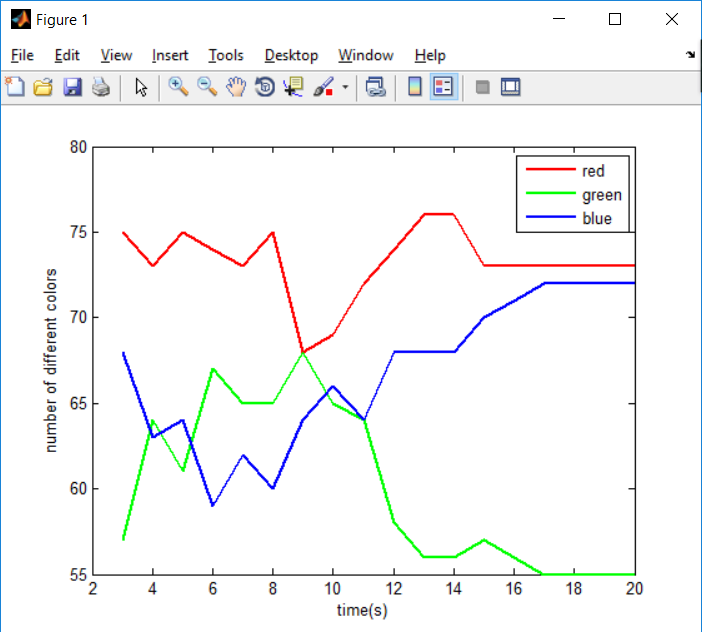 Figure 1
File Edit View Insert Tools Desktop Window Help
80
75
70
65
60
55
number of different colors
red
green
blue
2 4 6 8 10 12 14 16 18 20
time(s)